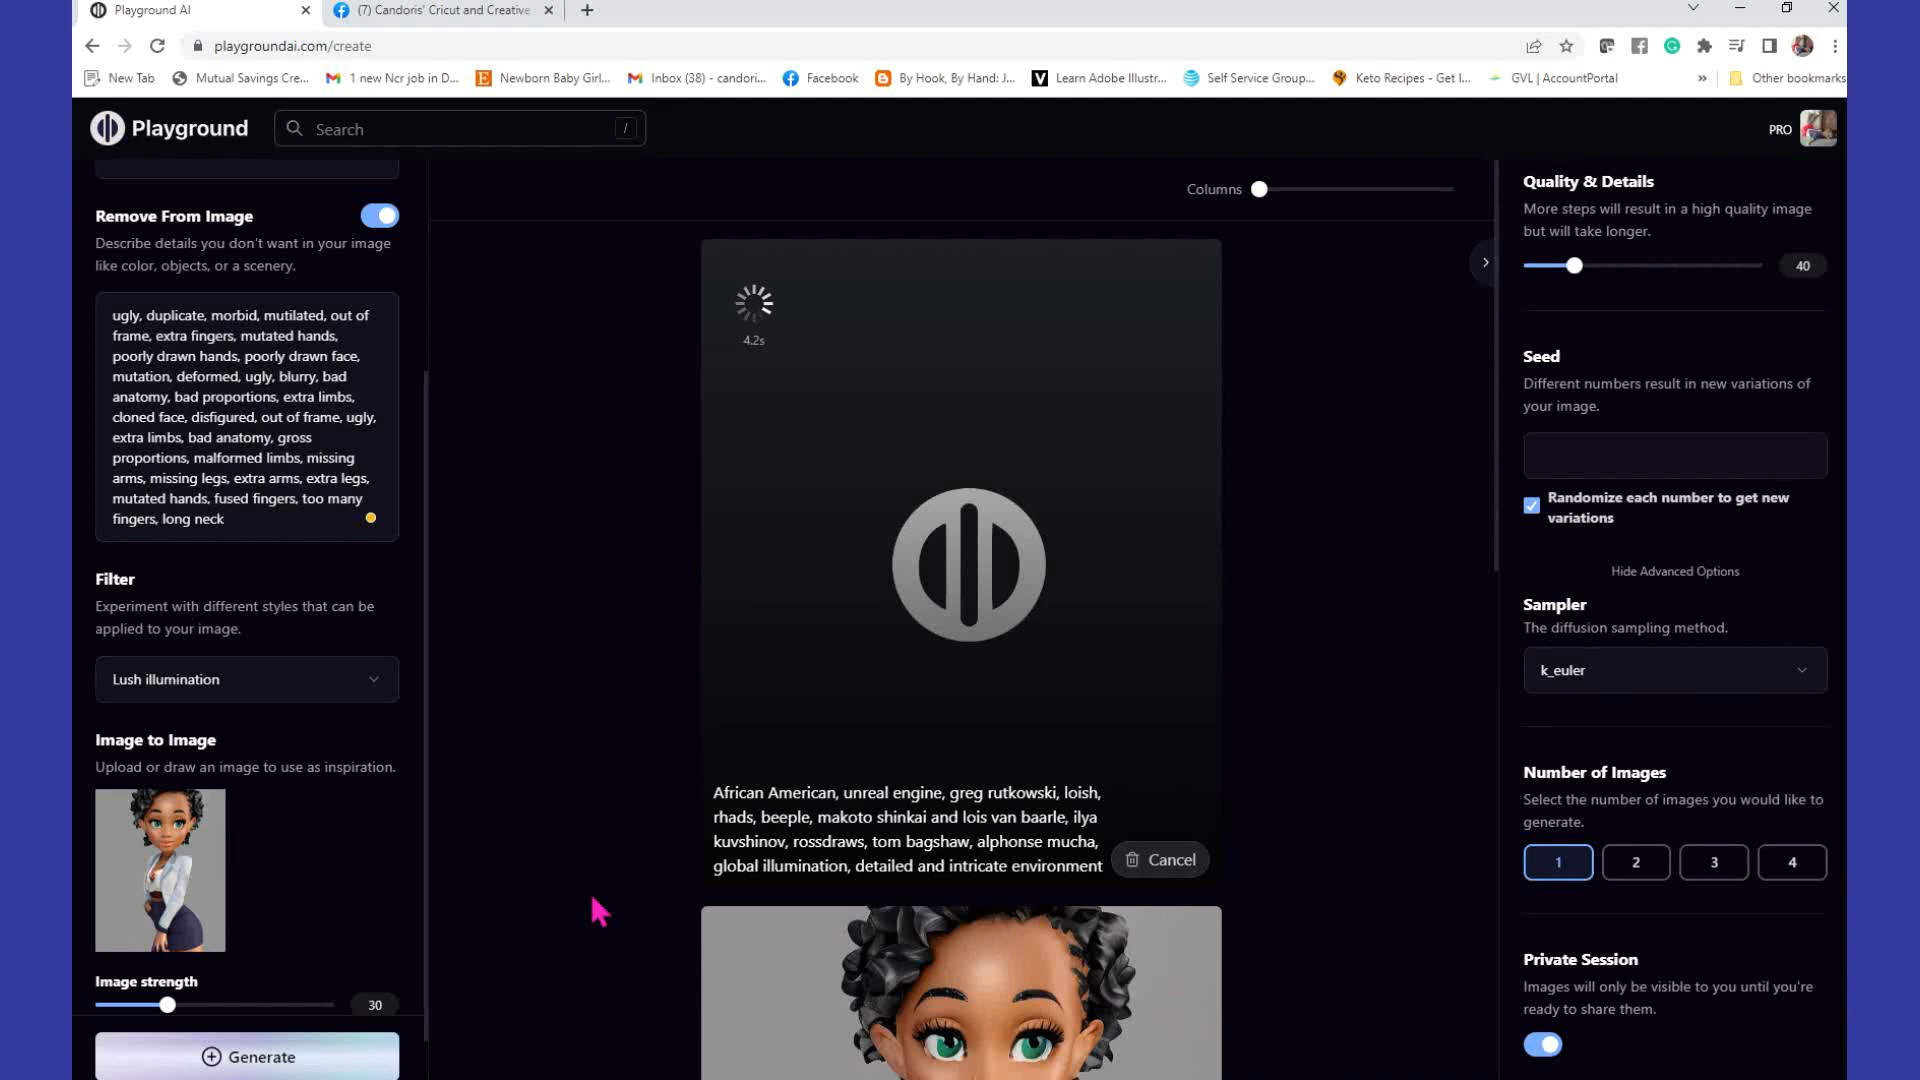 Playground AI
(7) Candoris' Cricut and Creative
playgroundai.com/create
New Tab
Mutual Savings Cre...
1 new Ncr job in D...
Newborn Baby Girl...
Inbox (38) - candori...
Facebook
By Hook, By Hand: J...
Learn Adobe Illustr...
Self Service Group...
Keto Recipes - Get I...
GVL | AccountPortal
»
Other bookmarks
Playground
Search
/
PRO
Remove From Image
Describe details you don't want in your image
like color, objects, or a scenery.
ugly, duplicate, morbid, mutilated, out of
frame, extra fingers, mutated hands,
poorly drawn hands, poorly drawn face,
mutation, deformed, ugly, blurry, bad
anatomy, bad proportions, extra limbs,
cloned face, disfigured, out of frame, ugly,
extra limbs, bad anatomy, gross
proportions, malformed limbs, missing
arms, missing legs, extra arms, extra legs,
mutated hands, fused fingers, too many
fingers, long neck
Filter
Experiment with different styles that can be
applied to your image.
Lush illumination
Image to Image
Upload or draw an image to use as inspiration.
Image strength
30
Generate
Columns
4.2s
African American, unreal engine, greg rutkowski, loish,
rhads, beeple, makoto shinkai and lois van baarle, ilya
kuvshinov, rossdraws, tom bagshaw, alphonse mucha,
global illumination, detailed and intricate environment
Cancel
Quality & Details
More steps will result in a high quality image
but will take longer.
40
Seed
Different numbers result in new variations of
your image.
Randomize each number to get new
variations
Hide Advanced Options
Sampler
The diffusion sampling method.
k_euler
Number of Images
Select the number of images you would like to
generate.
1
2
3
4
Private Session
Images will only be visible to you until you're
ready to share them.